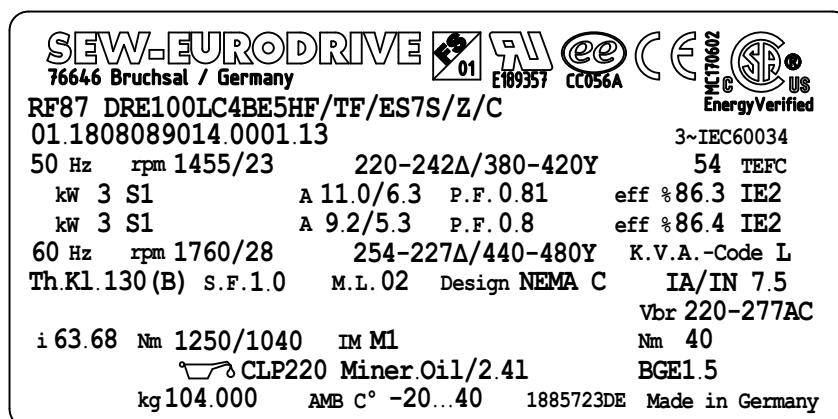 SEW-EURODRIVE FS 01 E189357 CC056A MC170602 C US
76646 Bruchsal / Germany EnergyVerified
RF87 DRE100LC4BE5HF/TF/ES7S/Z/C
01.1808089014.0001.13 3~IEC60034
50 Hz rpm 1455/23 220-242Δ/380-420Y 54 TEFC
kW 3 S1 A 11.0/6.3 P.F. 0.81 eff % 86.3 IE2
kW 3 S1 A 9.2/5.3 P.F. 0.8 eff % 86.4 IE2
60 Hz rpm 1760/28 254-227Δ/440-480Y K.V.A.-Code L
Th.Kl. 130 (B) S.F. 1.0 M.L. 02 Design NEMA C IA/IN 7.5
Vbr 220-277AC
i 63.68 Nm 1250/1040 IM M1 Nm 40
CLP220 Miner.Oil/2.4l BGE1.5
kg 104.000 AMB C° -20...40 1885723DE Made in Germany